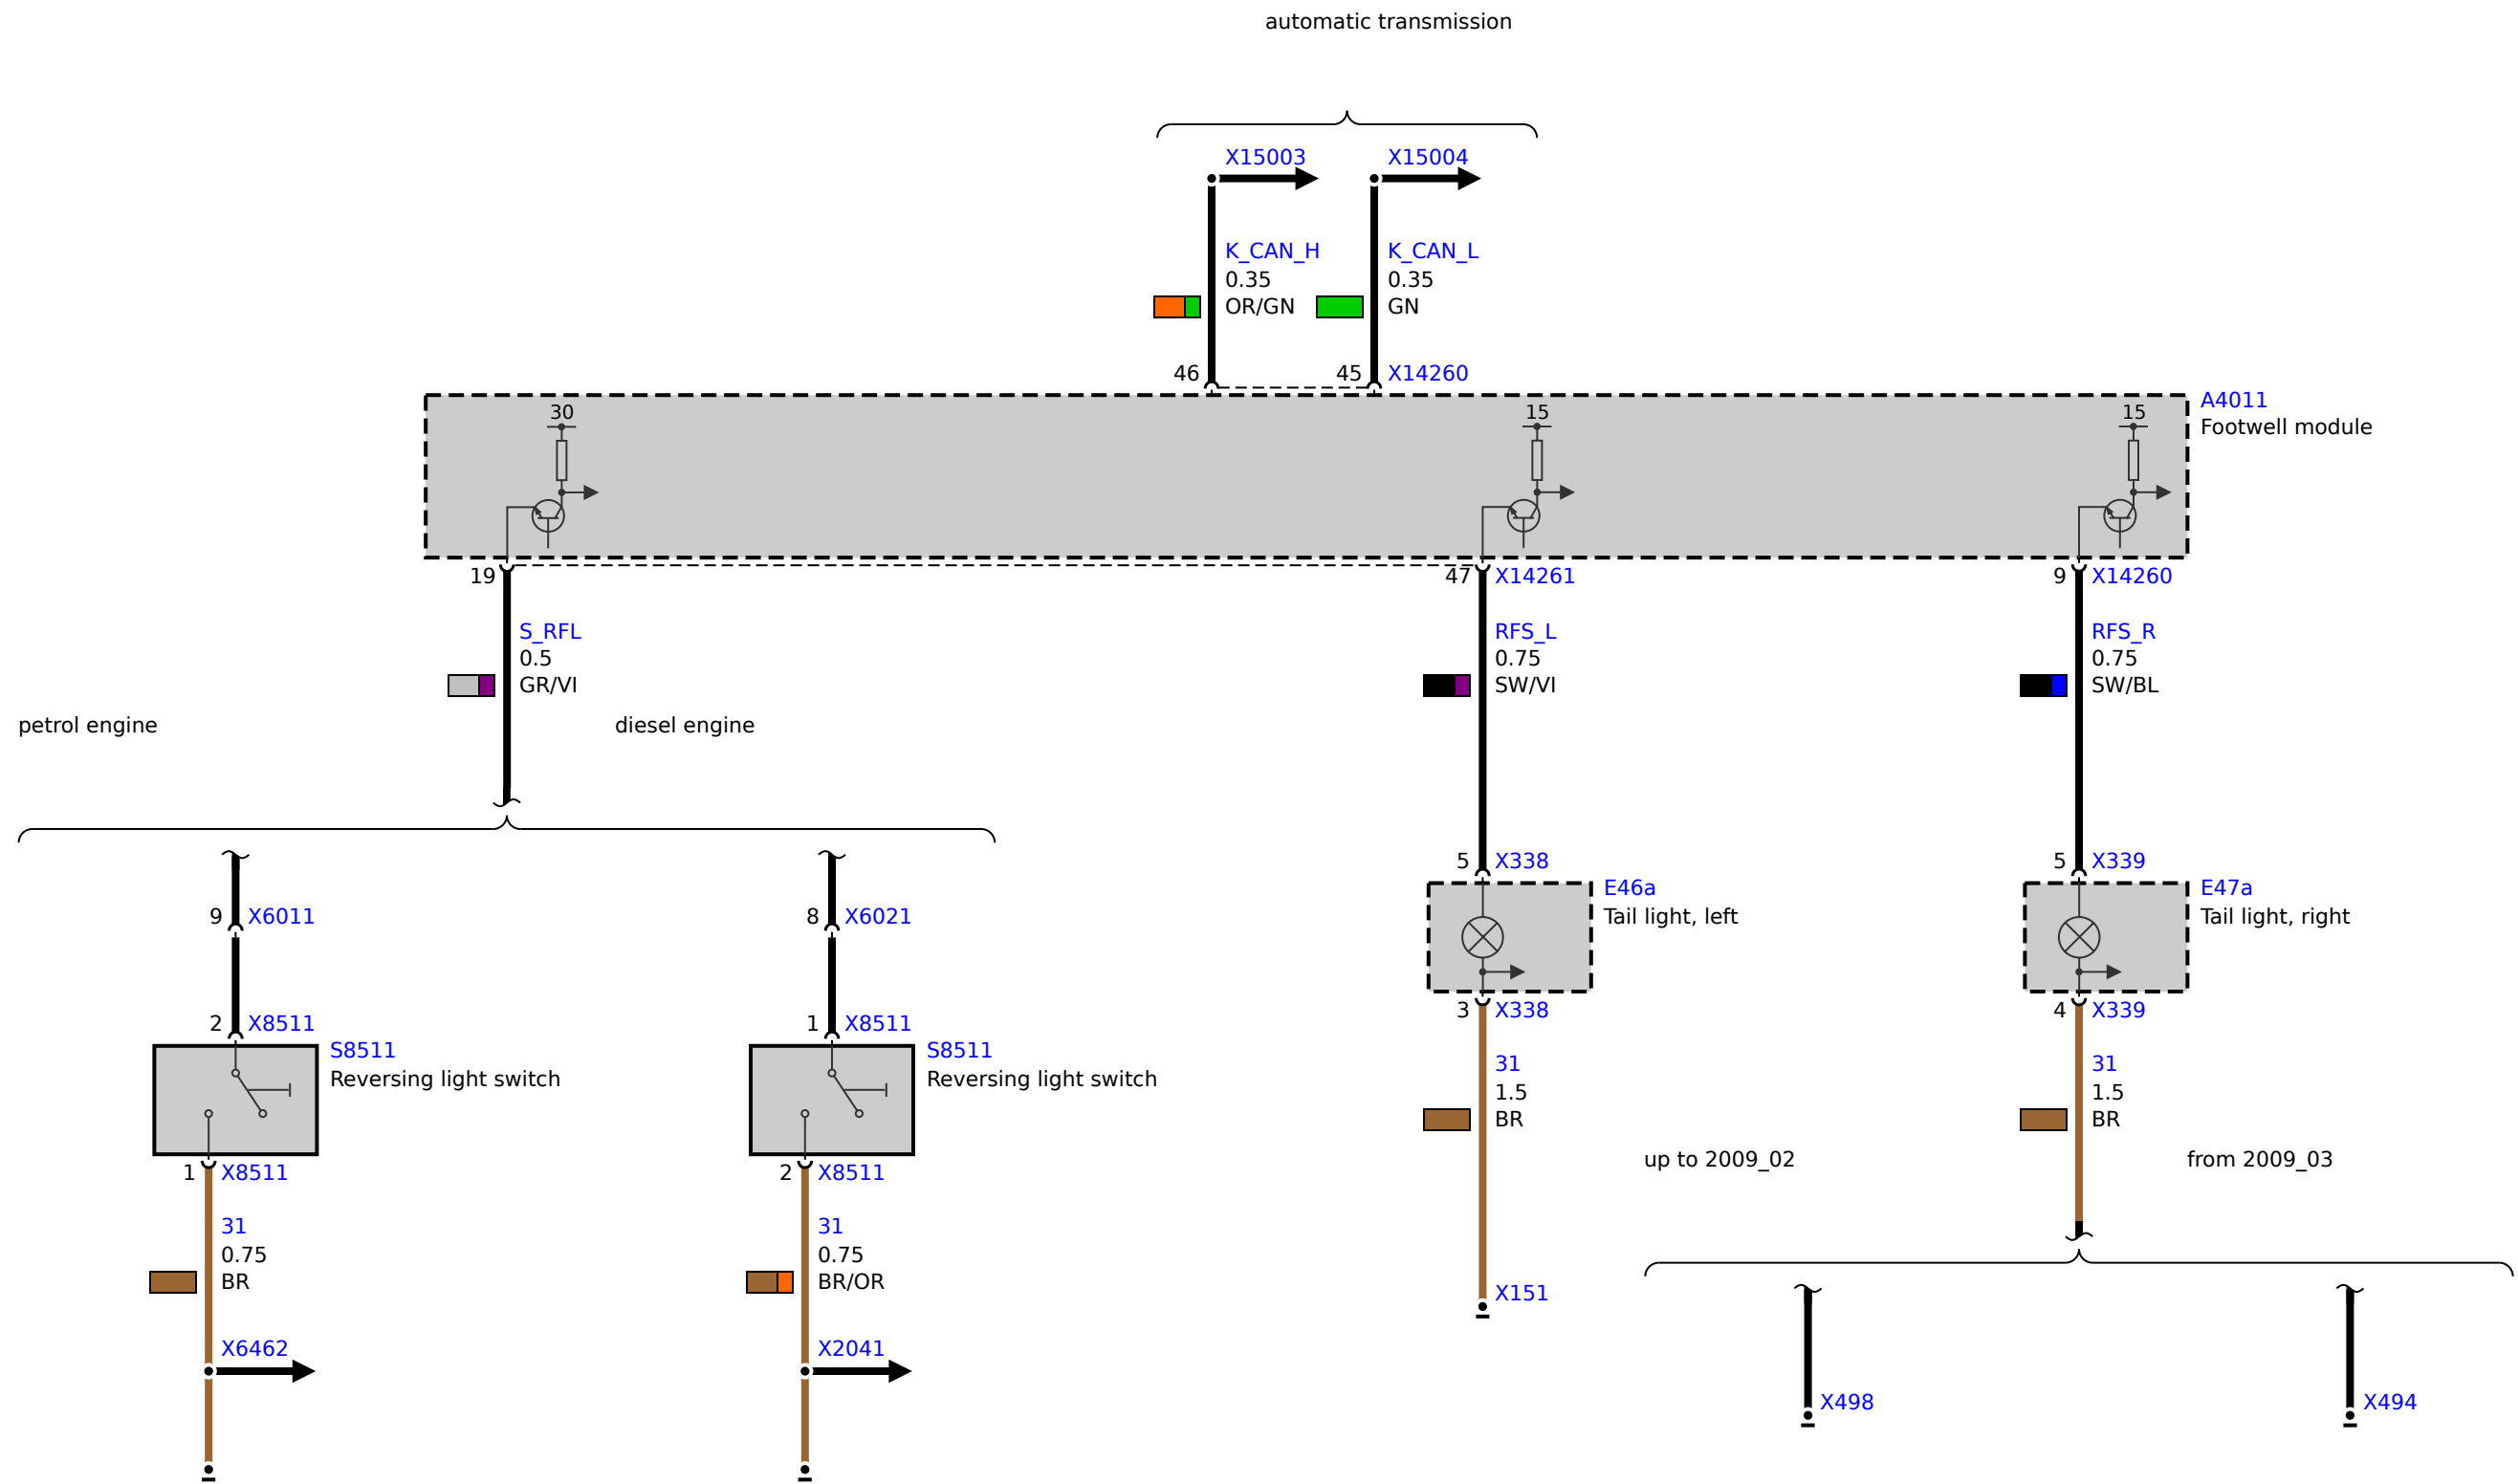 automatic transmission
X15003
X15004
K_CAN_H
0.35
OR/GN
K_CAN_L
0.35
GN
46
45
X14260
A4011
Footwell module
30
15
15
19
47
X14261
9
X14260
S_RFL
0.5
GR/VI
RFS_L
0.75
SW/VI
RFS_R
0.75
SW/BL
petrol engine
diesel engine
5
X338
5
X339
E46a
Tail light, left
E47a
Tail light, right
9
X6011
8
X6021
3
X338
4
X339
2
X8511
1
X8511
S8511
Reversing light switch
S8511
Reversing light switch
31
1.5
BR
31
1.5
BR
up to 2009_02
from 2009_03
1
X8511
2
X8511
31
0.75
BR
31
0.75
BR/OR
X151
X6462
X2041
X498
X494